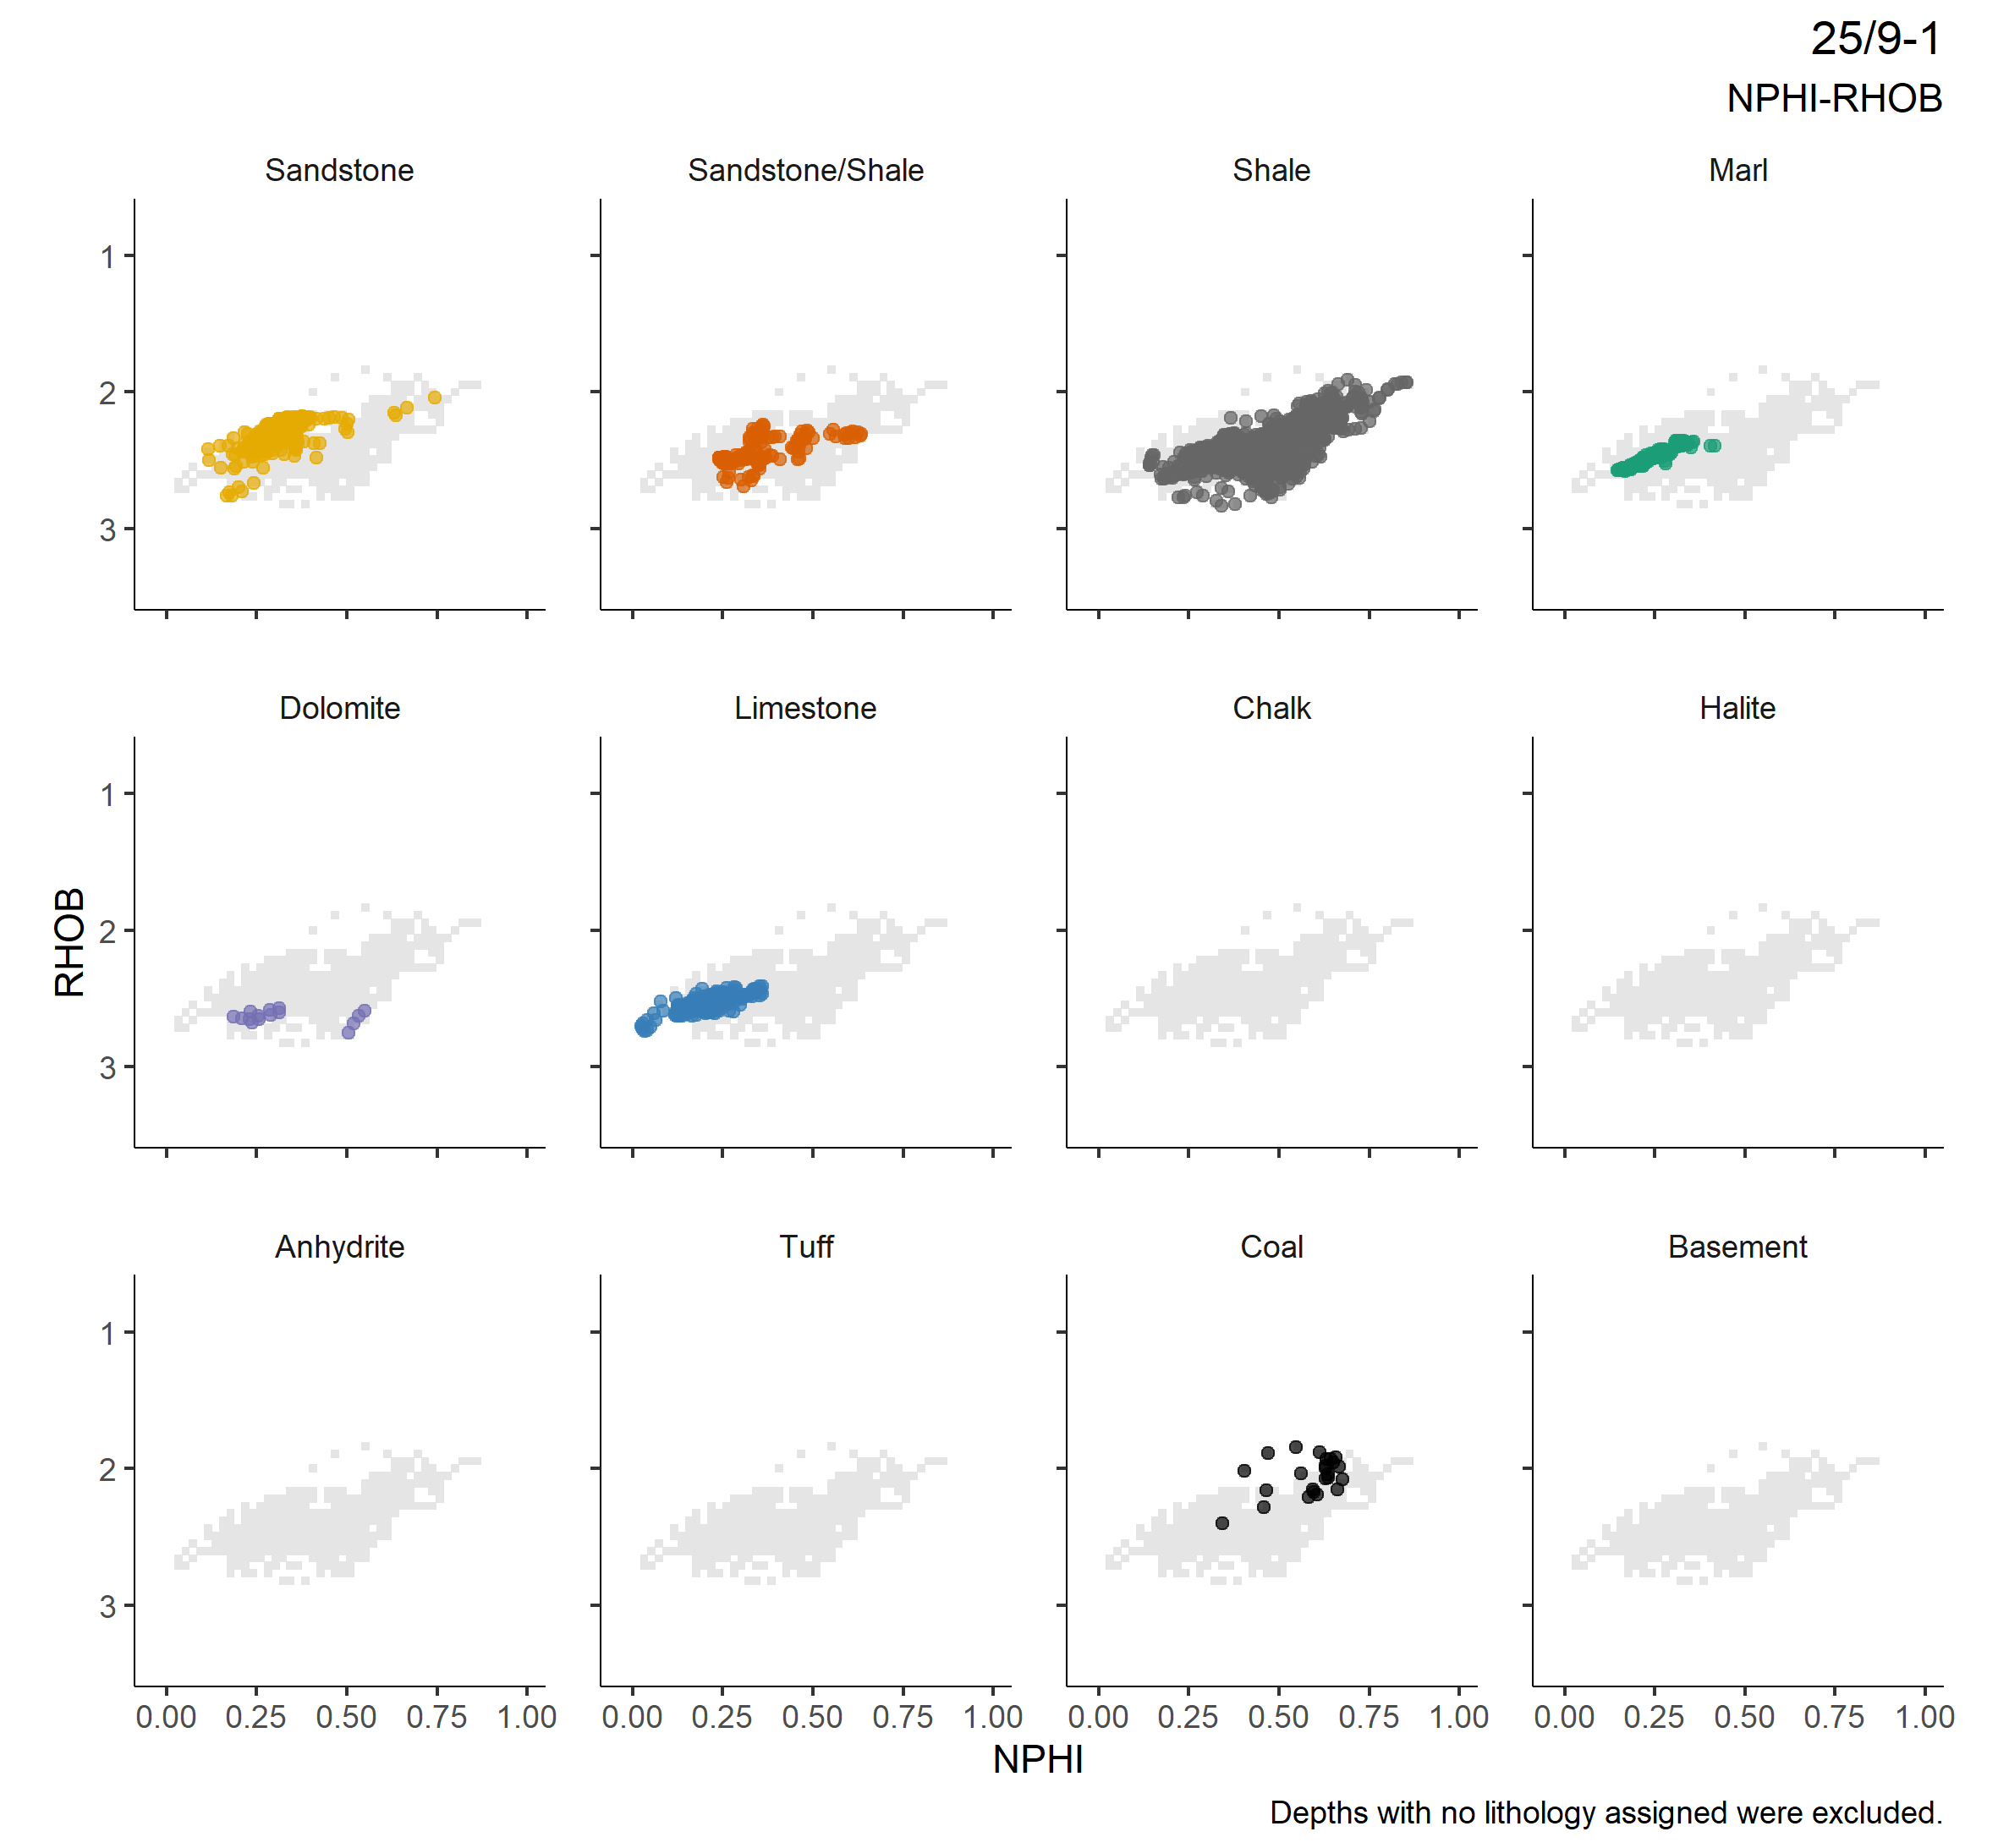 25/9-1
NPHI-RHOB
Sandstone
Sandstone/Shale
Shale
Marl
1
2
3
Dolomite
Limestone
Chalk
Halite
RHOB
1
2
3
Anhydrite
Tuff
Coal
Basement
1
2
3
0.00 0.25 0.50 0.75 1.00
0.00 0.25 0.50 0.75 1.00
0.00 0.25 0.50 0.75 1.00
0.00 0.25 0.50 0.75 1.00
NPHI
Depths with no lithology assigned were excluded.